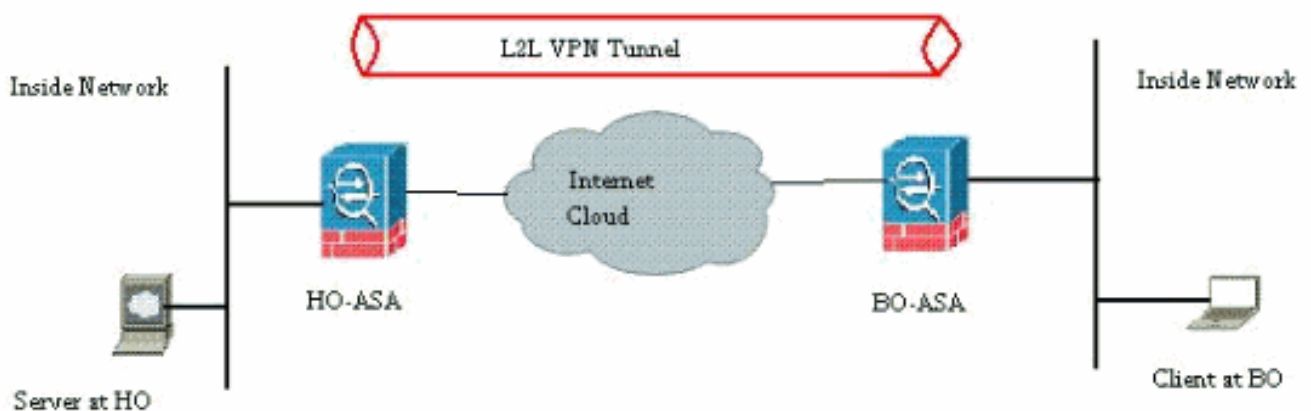 L2L VPN Tunnel
Inside Network
Inside Network
Internet
Cloud
HO-ASA
BO-ASA
Server at HO
Client at BO